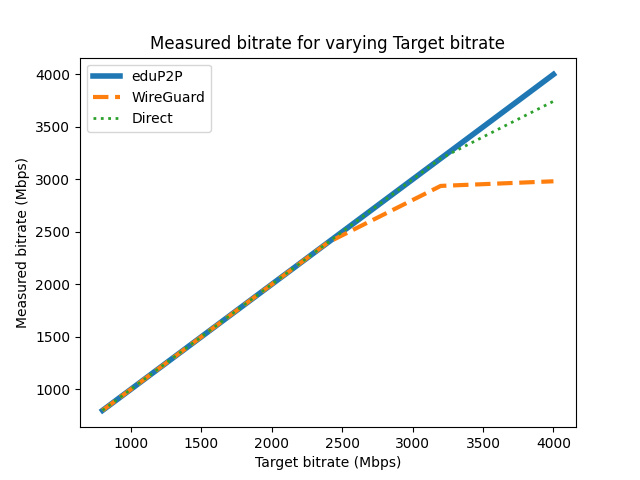 Measured bitrate for varying Target bitrate
eduP2P
WireGuard
Direct
Measured bitrate (Mbps)
4000
3500
3000
2500
2000
1500
1000
1000 1500 2000 2500 3000 3500 4000
Target bitrate (Mbps)